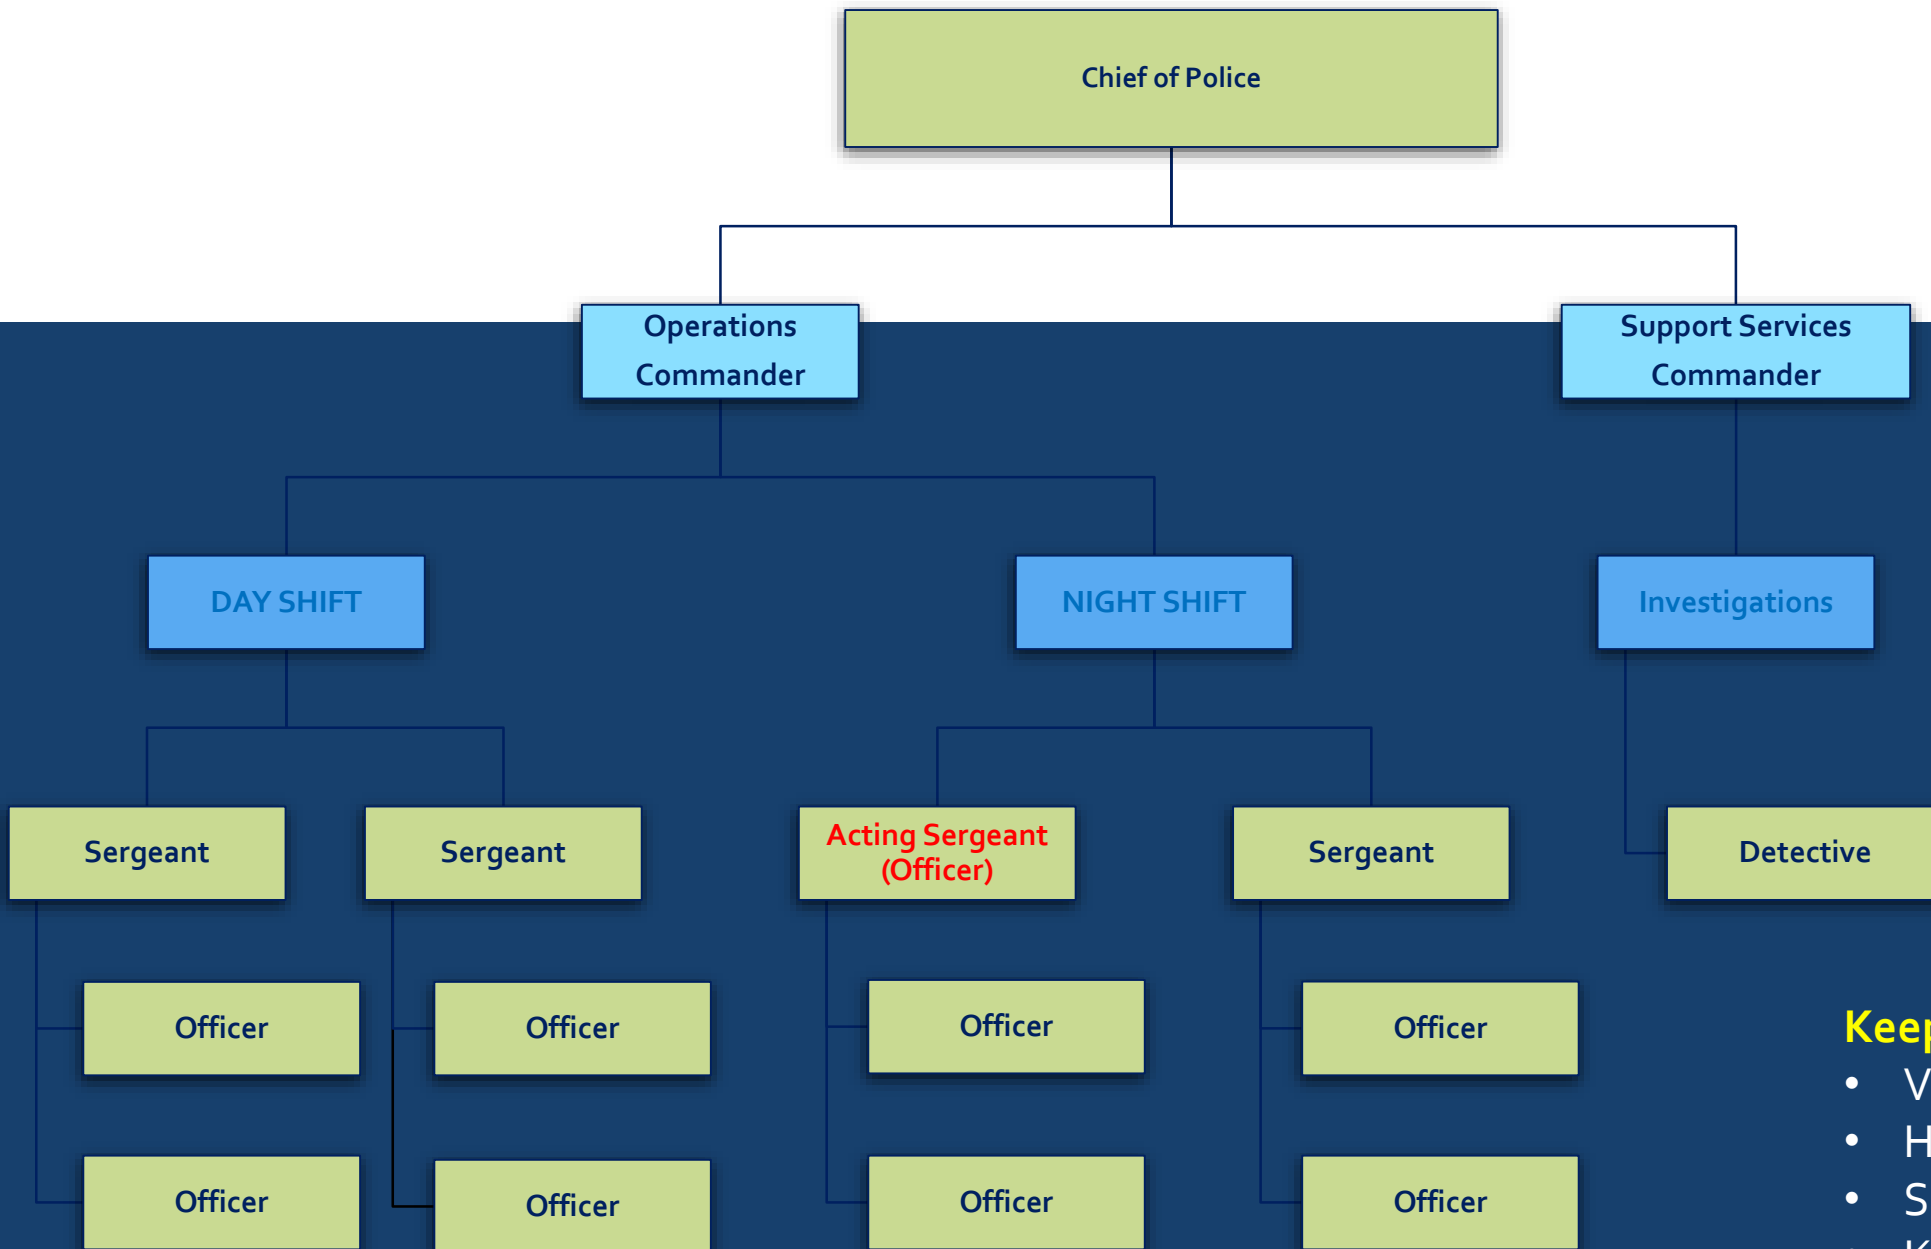 Chief of Police
Operations
Commander
Support Services
Commander
DAY SHIFT
NIGHT SHIFT
Investigations
Sergeant
Sergeant
Acting Sergeant
(Officer)
Sergeant
Detective
Officer
Officer
Officer
Officer
Officer
Officer
Officer
Officer